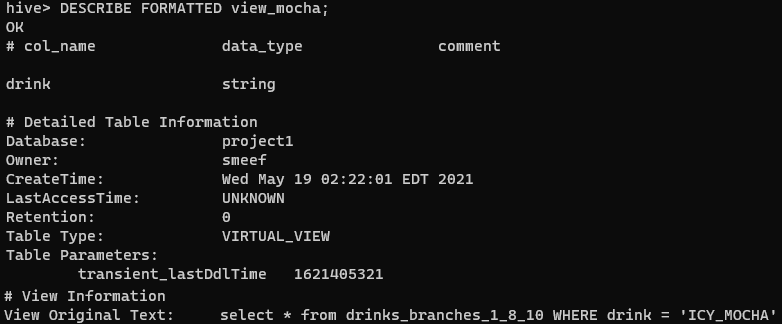 hive> DESCRIBE FORMATTED view_mocha;
OK
# col_name data_type comment
drink string
# Detailed Table Information
Database: project1
Owner: smeef
CreateTime: Wed May 19 02:22:01 EDT 2021
LastAccessTime: UNKNOWN
Retention: 0
Table Type: VIRTUAL_VIEW
Table Parameters:
transient_lastDdlTime 1621405321
# View Information
View Original Text: select * from drinks_branches_1_8_10 WHERE drink = 'ICY_MOCHA'